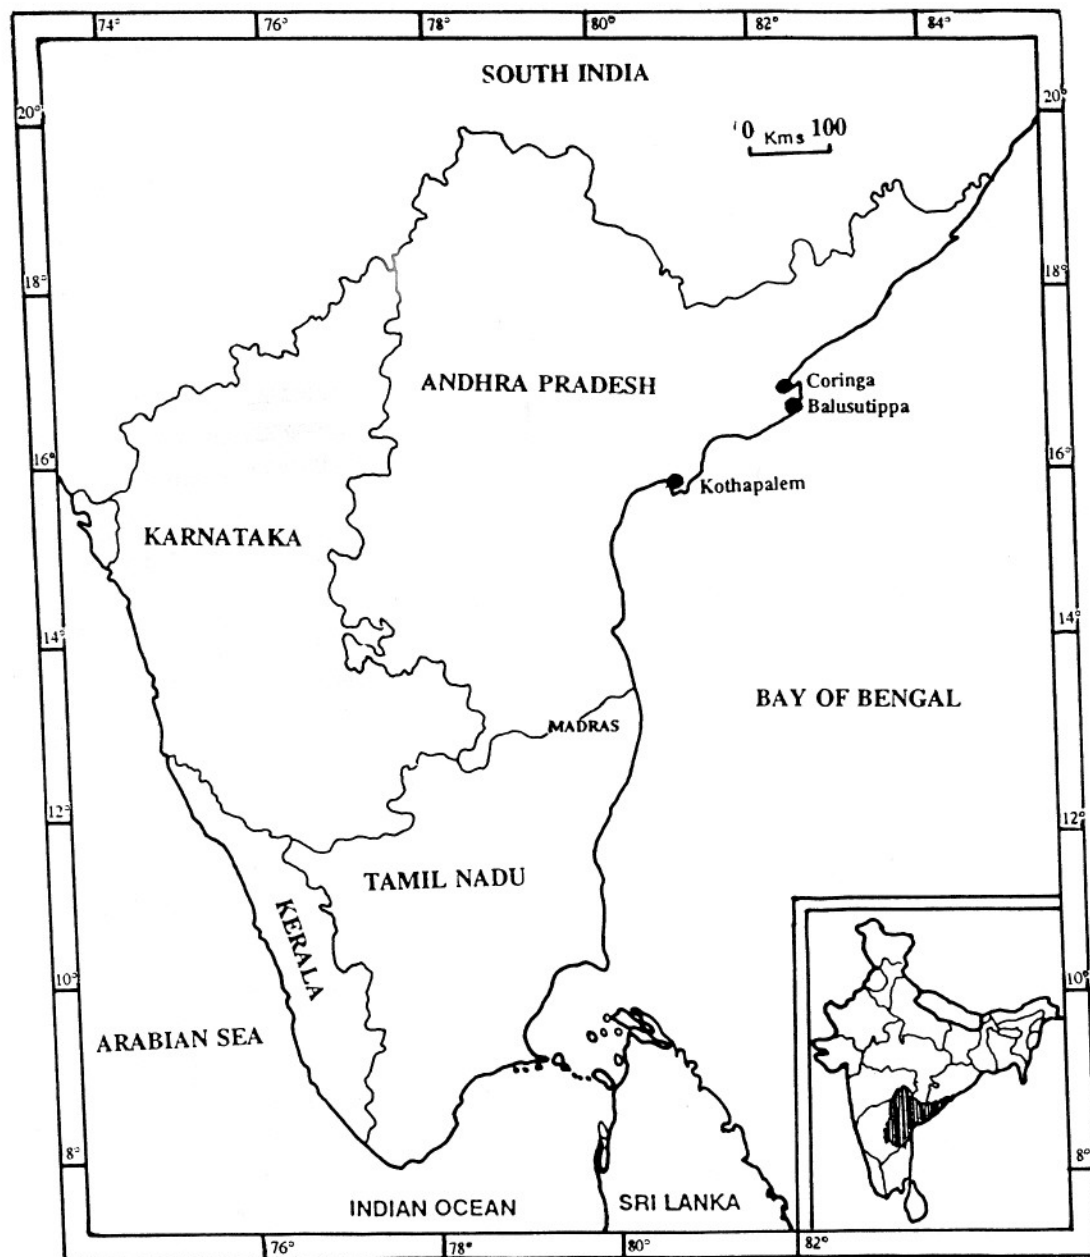 74° 76° 78° 80° 82° 84°
SOUTH INDIA
20° 20°
0 Kms 100
18° 18°
ANDHRA PRADESH
Coringa
Balusutippa
16° 16°
Kothapalem
KARNATAKA
14° 14°
BAY OF BENGAL
MADRAS
12° 12°
TAMIL NADU
KERALA
10° 10°
ARABIAN SEA
8° 8°
INDIAN OCEAN
SRI LANKA
76° 78° 80° 82°